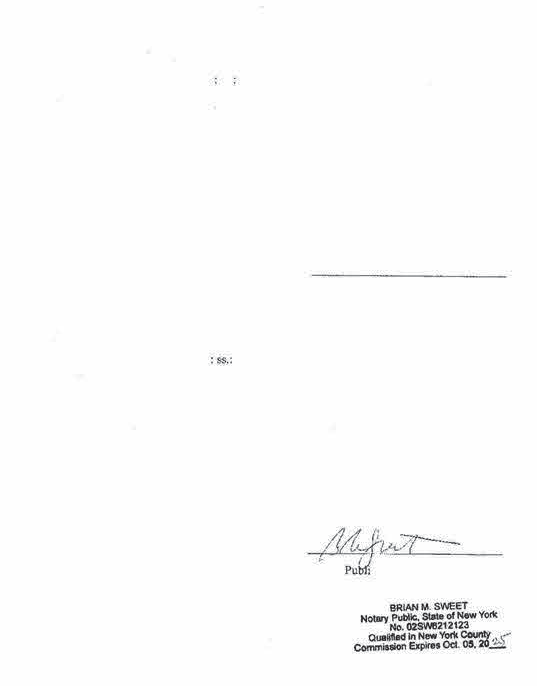 : :
: ss.:
Publi
BRIAN M. SWEET
Notary Public, State of New York
No. 02SW6212123
Qualified in New York County
Commission Expires Oct. 05, 2025